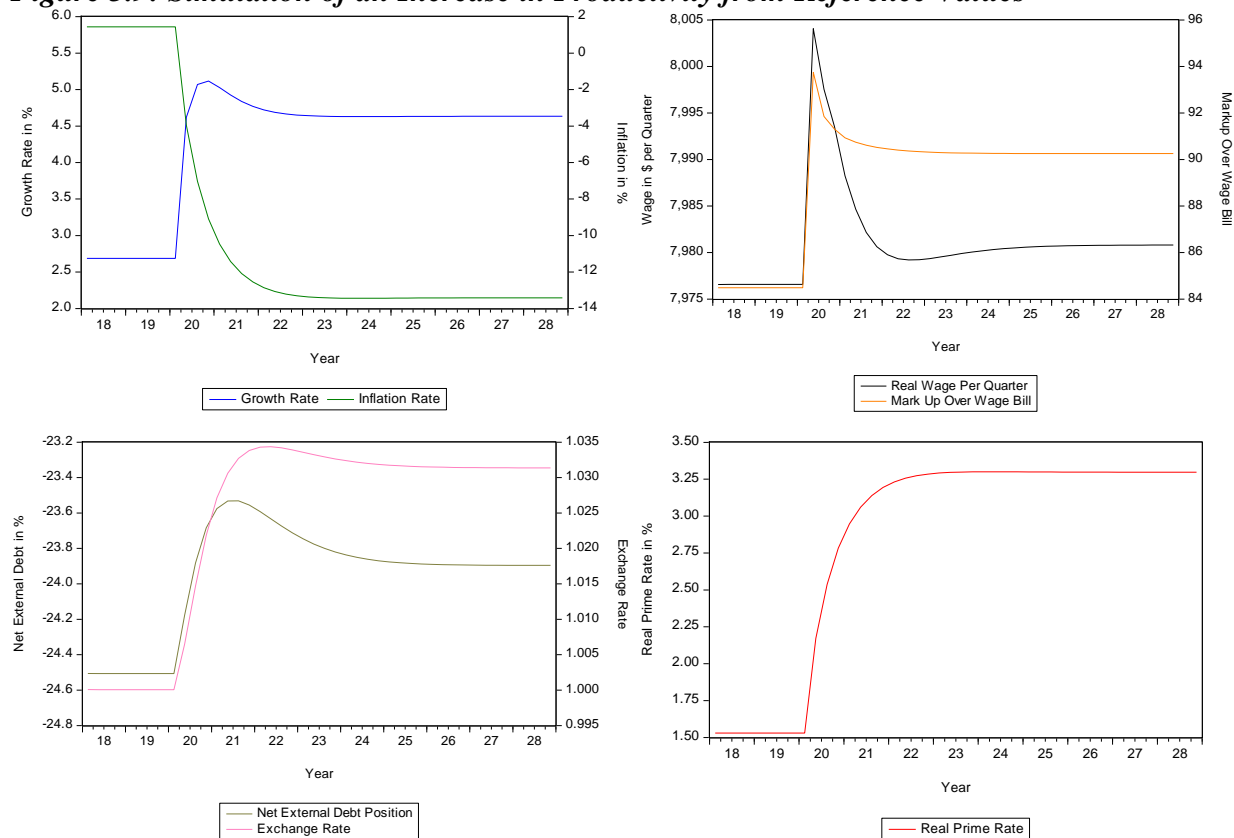 Figure 3.9: Simulation of an Increase in Productivity from Reference Values
6.0
5.5
5.0
4.5
4.0
3.5
3.0
2.5
2.0
Growth Rate in %
2
0
-2
-4
-6
-8
-10
-12
-14
Inflation in %
18 19 20 21 22 23 24 25 26 27 28
Year
Growth Rate Inflation Rate
8,005
8,000
7,995
7,990
7,985
7,980
7,975
Wage in $ per Quarter
96
94
92
90
88
86
84
Markup Over Wage Bill
18 19 20 21 22 23 24 25 26 27 28
Year
Real Wage Per Quarter
Mark Up Over Wage Bill
-23.2
-23.4
-23.6
-23.8
-24.0
-24.2
-24.4
-24.6
-24.8
Net External Debt in %
1.035
1.030
1.025
1.020
1.015
1.010
1.005
1.000
0.995
Exchange Rate
18 19 20 21 22 23 24 25 26 27 28
Year
Net External Debt Position
Exchange Rate
3.50
3.25
3.00
2.75
2.50
2.25
2.00
1.75
1.50
Real Prime Rate in %
18 19 20 21 22 23 24 25 26 27 28
Year
Real Prime Rate